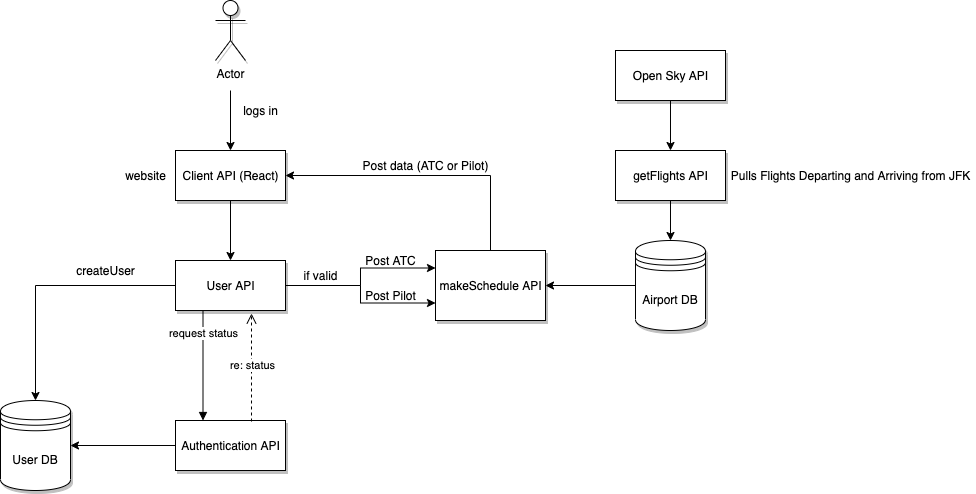 Actor
logs in
Open Sky API
Post data (ATC or Pilot)
website
Client API (React)
getFlights API
Pulls Flights Departing and Arriving from JFK
createUser
User API
if valid
Post ATC
Post Pilot
makeSchedule API
Airport DB
request status
re: status
User DB
Authentication API